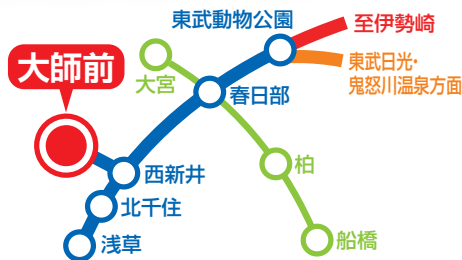 東武動物公園
至伊勢崎
大師前
大宮
東武日光・
鬼怒川温泉方面
春日部
西新井
柏
北千住
浅草
船橋